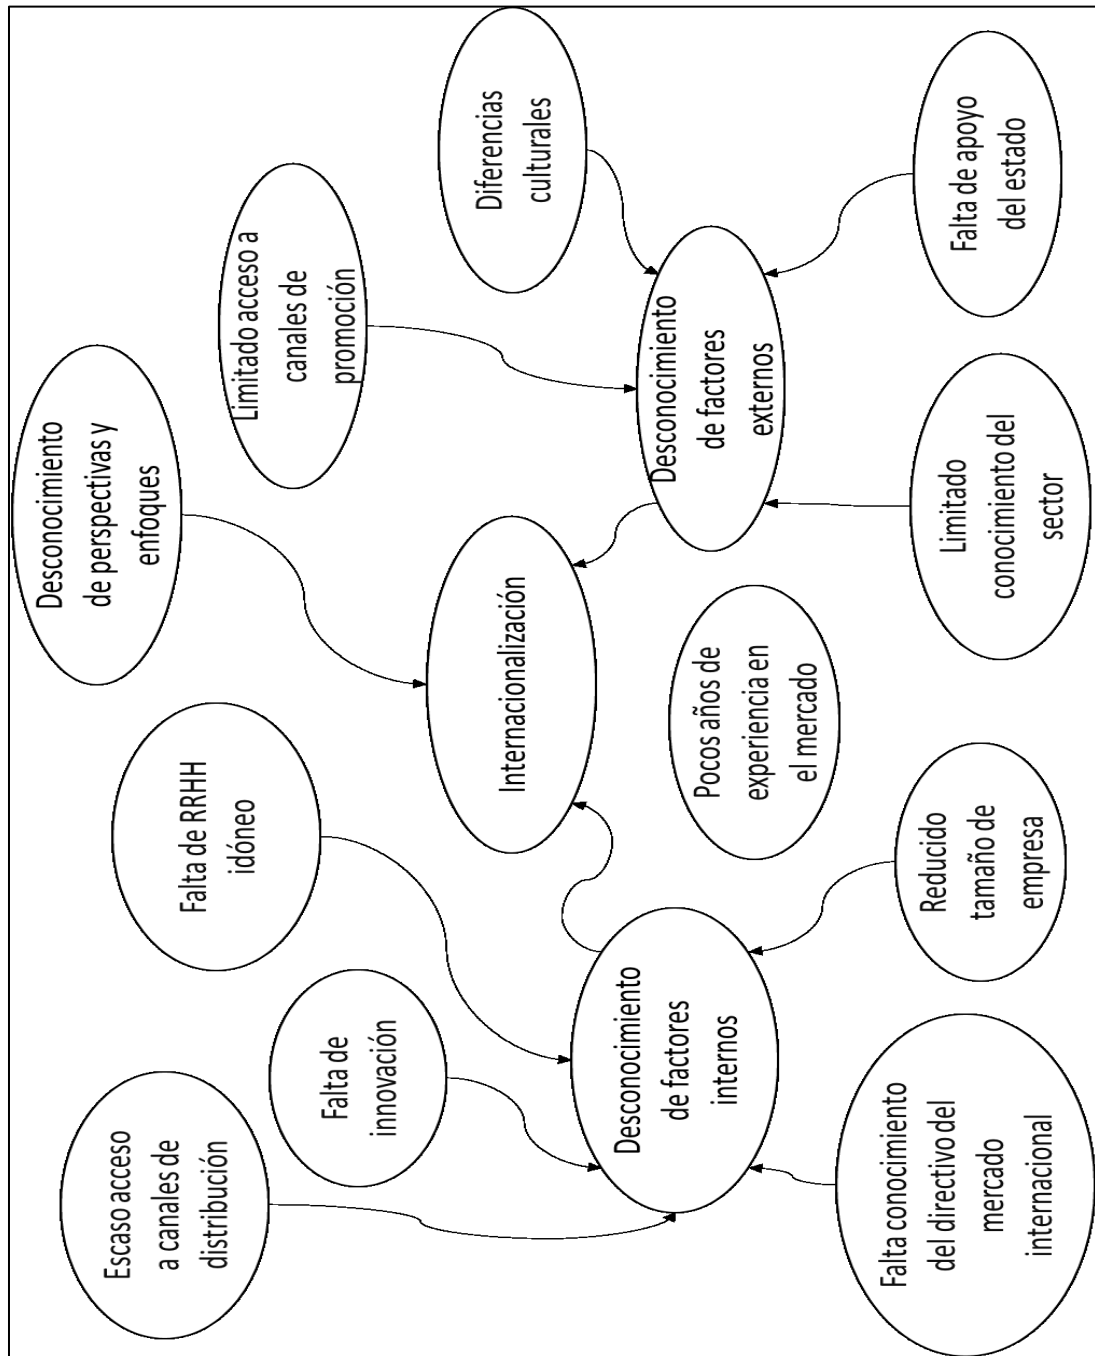 Desconocimiento
de perspectivas y
enfoques
Limitado acceso a
canales de
promoción
Diferencias
culturales
Falta de RRHH
idóneo
Escaso acceso
a canales de
distribución
Falta de
innovación
Internacionalización
Desconocimiento
de factores
externos
Desconocimiento
de factores
internos
Pocos años de
experiencia en
el mercado
Falta de apoyo
del estado
Limitado
conocimiento del
sector
Reducido
tamaño de
empresa
Falta conocimiento
del directivo del
mercado
internacional